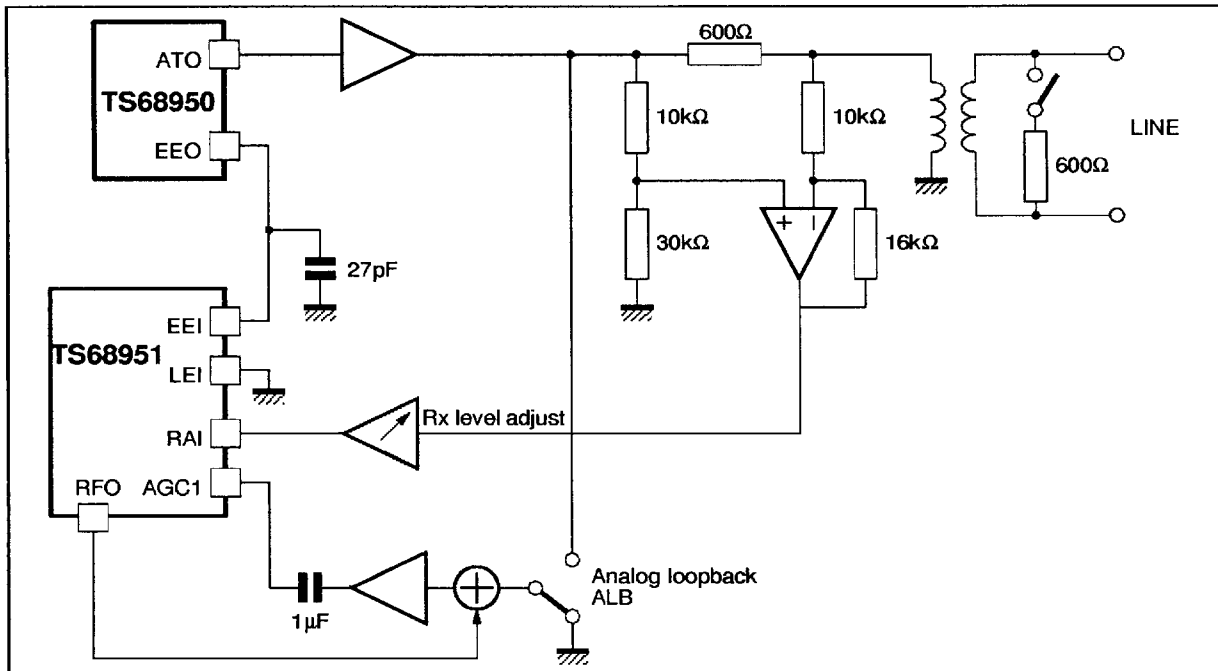 ATO
TS68950
EEO
600Ω
10kΩ
10kΩ
LINE
600Ω
+ −
30kΩ
16kΩ
27pF
EEI
TS68951
LEI
RAI
Rx level adjust
RFO
AGC1
1µF
+
Analog loopback
ALB